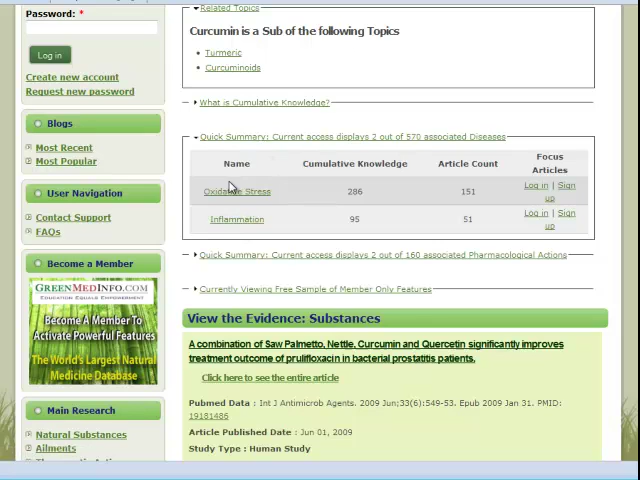 Password: *
Log in
Create new account
Request new password
Blogs
Most Recent
Most Popular
User Navigation
Contact Support
FAQs
Become a Member
GREENMEDINFO.COM
EDUCATION EQUALS EMPOWERMENT
Become A Member To
Activate Powerful Features
The World's Largest Natural
Medicine Database
Main Research
Natural Substances
Ailments
Related Topics
Curcumin is a Sub of the following Topics
Turmeric
Curcuminoids
What is Cumulative Knowledge?
Quick Summary: Current access displays 2 out of 570 associated Diseases
Name Cumulative Knowledge Article Count Focus Articles
Oxidative Stress 286 151 Log in | Sign up
Inflammation 95 51 Log in | Sign up
Quick Summary: Current access displays 2 out of 160 associated Pharmacological Actions
Currently Viewing Free Sample of Member Only Features
View the Evidence: Substances
A combination of Saw Palmetto, Nettle, Curcumin and Quercetin significantly improves
treatment outcome of prulifloxacin in bacterial prostatitis patients.
Click here to see the entire article
Pubmed Data : Int J Antimicrob Agents. 2009 Jun;33(6):549-53. Epub 2009 Jan 31. PMID:
19181486
Article Published Date : Jun 01, 2009
Study Type : Human Study